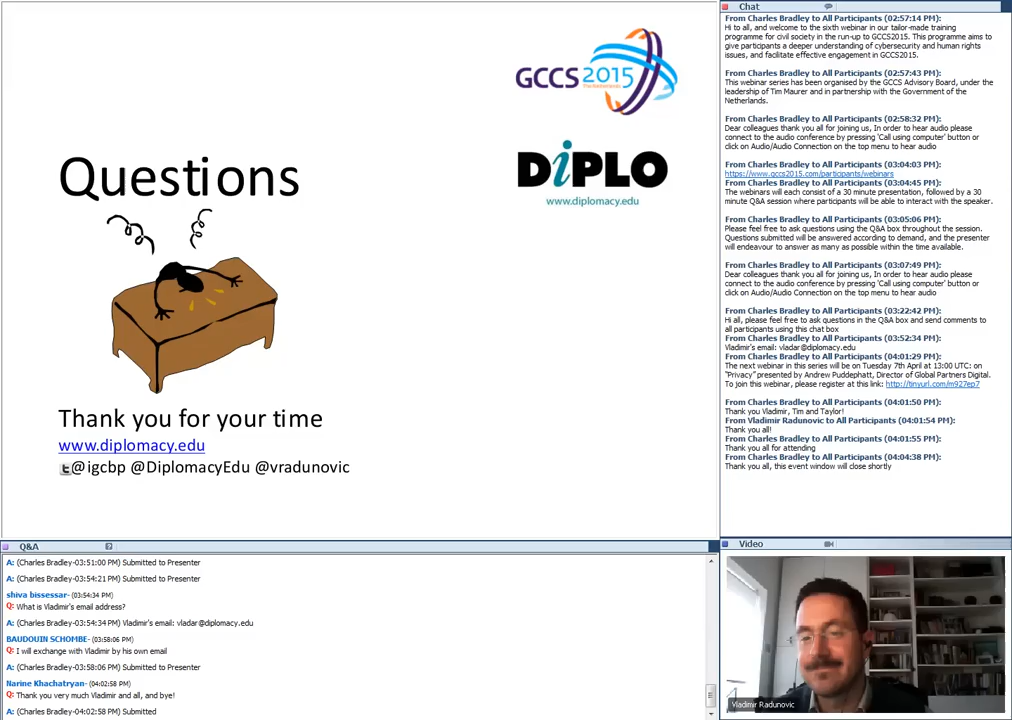 GCCS 2015
The Netherlands
DiPLO
www.diplomacy.edu
Questions
Thank you for your time
www.diplomacy.edu
@igcbp @DiplomacyEdu @vradunovic
Chat
From Charles Bradley to All Participants (02:57:14 PM):
Hi to all, and welcome to the sixth webinar in our tailor-made training
programme for civil society in the run-up to GCCS2015. This programme aims to
give participants a deeper understanding of cybersecurity and human rights
issues, and facilitate effective engagement in GCCS2015.
From Charles Bradley to All Participants (02:57:43 PM):
This webinar series has been organised by the GCCS Advisory Board, under the
leadership of Tim Maurer and in partnership with the Government of the
Netherlands.
From Charles Bradley to All Participants (02:58:32 PM):
Dear colleagues thank you all for joining us, In order to hear audio please
connect to the audio conference by pressing 'Call using computer' button or
click on Audio/Audio Connection on the top menu to hear audio
From Charles Bradley to All Participants (03:04:03 PM):
https://www.gccs2015.com/participants/webinars
From Charles Bradley to All Participants (03:04:45 PM):
The webinars will each consist of a 30 minute presentation, followed by a 30
minute Q&A session where participants will be able to interact with the speaker.
From Charles Bradley to All Participants (03:05:06 PM):
Please feel free to ask questions using the Q&A box throughout the session.
Questions submitted will be answered according to demand, and the presenter
will endeavour to answer as many as possible within the time available.
From Charles Bradley to All Participants (03:07:49 PM):
Dear colleagues thank you all for joining us, In order to hear audio please
connect to the audio conference by pressing 'Call using computer' button or
click on Audio/Audio Connection on the top menu to hear audio
From Charles Bradley to All Participants (03:22:42 PM):
Hi all, please feel free to ask questions in the Q&A box and send comments to
all participants using this chat box
From Charles Bradley to All Participants (03:52:34 PM):
Vladimir's email: vladar@diplomacy.edu
From Charles Bradley to All Participants (04:01:29 PM):
The next webinar in this series will be on Tuesday 7th April at 13:00 UTC: on
"Privacy" presented by Andrew Puddephatt, Director of Global Partners Digital.
To join this webinar, please register at this link: http://tinyurl.com/m927ep7
From Charles Bradley to All Participants (04:01:50 PM):
Thank you Vladimir, Tim and Taylor!
From Vladimir Radunovic to All Participants (04:01:54 PM):
Thank you all!
From Charles Bradley to All Participants (04:01:55 PM):
Thank you all for attending
From Charles Bradley to All Participants (04:04:38 PM):
Thank you all, this event window will close shortly
Q&A
A: (Charles Bradley-03:51:00 PM) Submitted to Presenter
A: (Charles Bradley-03:54:21 PM) Submitted to Presenter
shiva bissessar- (03:54:34 PM)
Q: What is Vladimir's email address?
A: (Charles Bradley-03:54:34 PM) Vladimir's email: vladar@diplomacy.edu
BAUDOUIN SCHOMBE- (03:58:06 PM)
Q: I will exchange with Vladimir by his own email
A: (Charles Bradley-03:58:06 PM) Submitted to Presenter
Narine Khachatryan- (04:02:58 PM)
Q: Thank you very much Vladimir and all, and bye!
A: (Charles Bradley-04:02:58 PM) Submitted
Video
Vladimir Radunovic